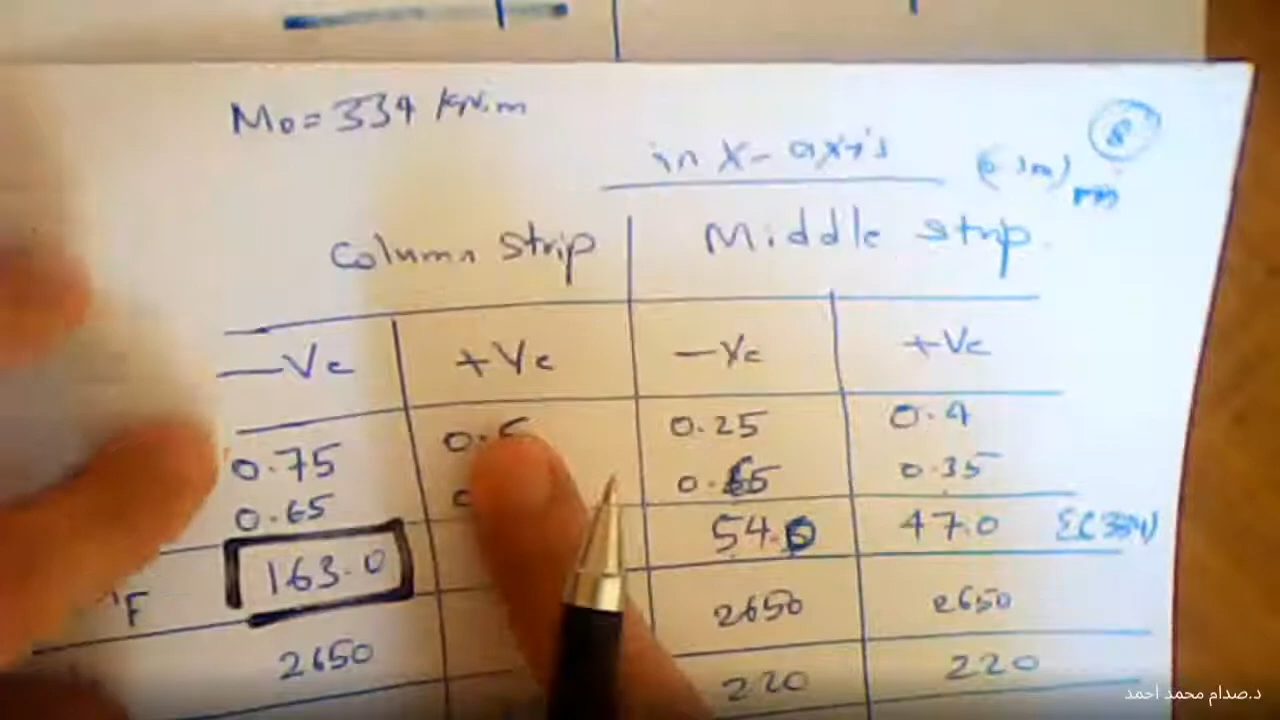 Mo = 334 kN.m
8
in X-axis
Column strip Middle strip.
-Ve +Ve -Ve +Ve
0.75 0.25 0.4
0.65 0.65 0.35
163.0 54.0 47.0 Σ(334)
F
2650 2650 2650
220 220
د.صدام محمد احمد